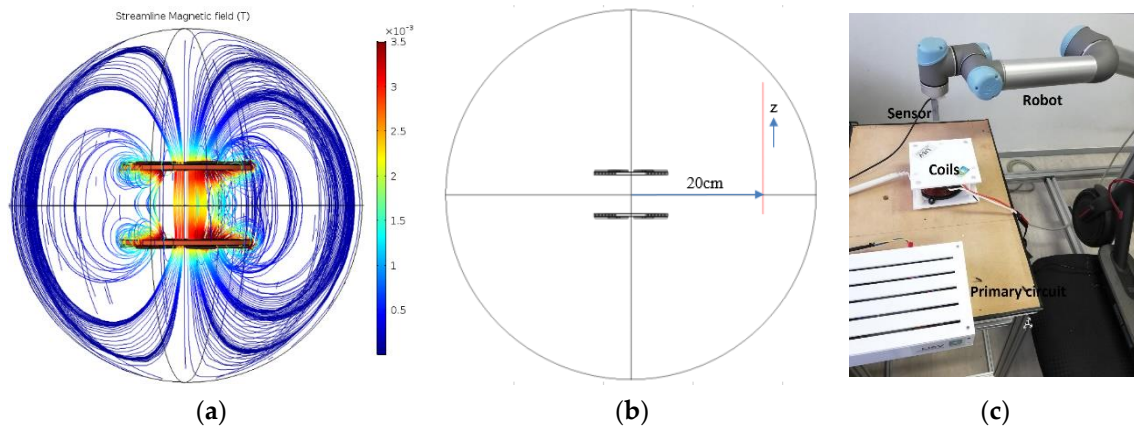 Streamline Magnetic field (T)
×10⁻³
3.5
3
2.5
2
1.5
1
0.5
z
20cm
Robot
Sensor
Coils
Primary circuit
(a)
(b)
(c)